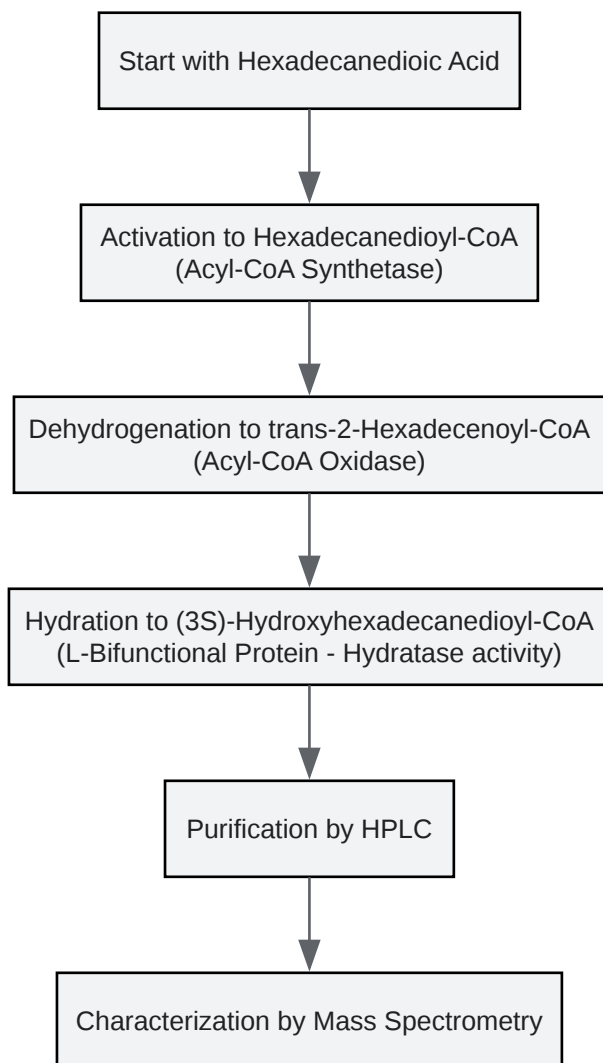 Start with Hexadecanedioic Acid
Activation to Hexadecanedioyl-CoA
(Acyl-CoA Synthetase)
Dehydrogenation to trans-2-Hexadecenoyl-CoA
(Acyl-CoA Oxidase)
Hydration to (3S)-Hydroxyhexadecanedioyl-CoA
(L-Bifunctional Protein - Hydratase activity)
Purification by HPLC
Characterization by Mass Spectrometry